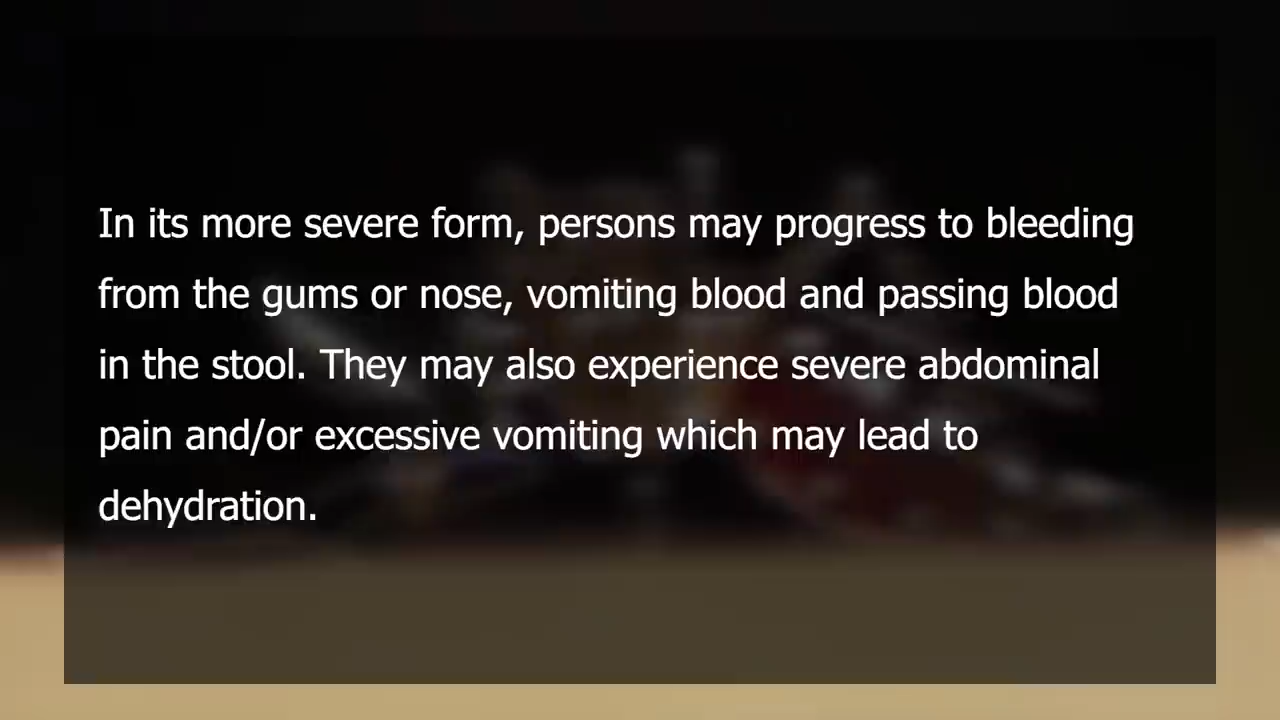 In its more severe form, persons may progress to bleeding
from the gums or nose, vomiting blood and passing blood
in the stool. They may also experience severe abdominal
pain and/or excessive vomiting which may lead to
dehydration.